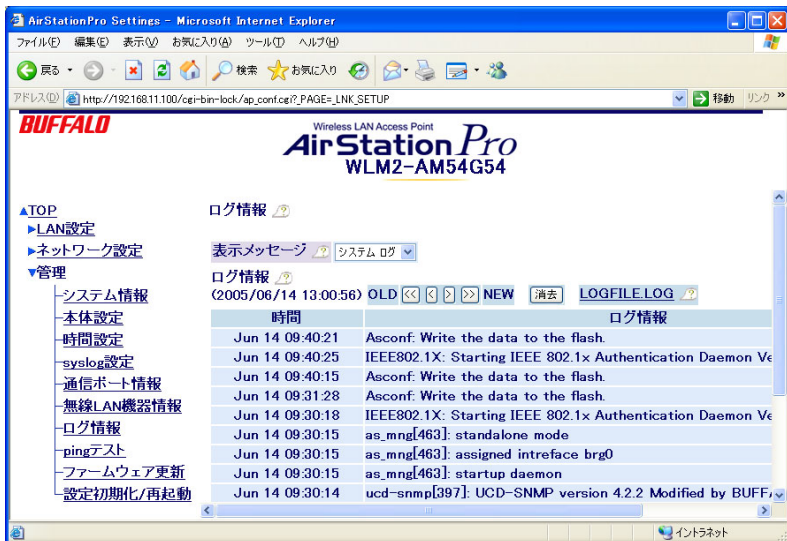 AirStationPro Settings - Microsoft Internet Explorer
ファイル(F) 編集(E) 表示(V) お気に入り(A) ツール(T) ヘルプ(H)
戻る 検索 お気に入り
アドレス(D) http://192.168.11.100/cgi-bin-lock/ap_conf.cgi?_PAGE=_LNK_SETUP 移動 リンク »
BUFFALO
Wireless LAN Access Point
AirStation Pro
WLM2-AM54G54
▲TOP
▶LAN設定
▶ネットワーク設定
▼管理
システム情報
本体設定
時間設定
syslog設定
通信ポート情報
無線LAN機器情報
ログ情報
pingテスト
ファームウェア更新
設定初期化/再起動
ログ情報
表示メッセージ システム ログ
ログ情報
(2005/06/14 13:00:56) OLD << < > >> NEW 消去 LOGFILE.LOG
時間 ログ情報
Jun 14 09:40:21 Asconf: Write the data to the flash.
Jun 14 09:40:25 IEEE802.1X: Starting IEEE 802.1x Authentication Daemon Ve
Jun 14 09:40:15 Asconf: Write the data to the flash.
Jun 14 09:31:28 Asconf: Write the data to the flash.
Jun 14 09:30:18 IEEE802.1X: Starting IEEE 802.1x Authentication Daemon Ve
Jun 14 09:30:15 as_mng[463]: standalone mode
Jun 14 09:30:15 as_mng[463]: assigned intreface brg0
Jun 14 09:30:15 as_mng[463]: startup daemon
Jun 14 09:30:14 ucd-snmp[397]: UCD-SNMP version 4.2.2 Modified by BUFF
イントラネット